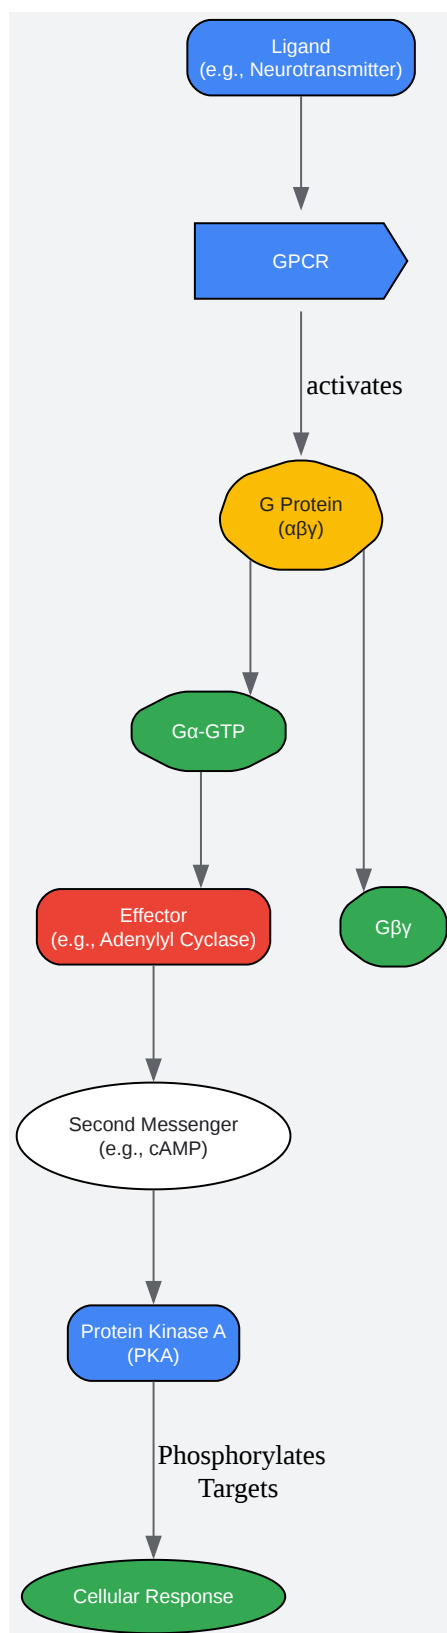 Ligand
(e.g., Neurotransmitter)
GPCR
activates
G Protein
(αβγ)
Gα-GTP
Effector
(e.g., Adenylyl Cyclase)
Gβγ
Second Messenger
(e.g., cAMP)
Protein Kinase A
(PKA)
Phosphorylates
Targets
Cellular Response